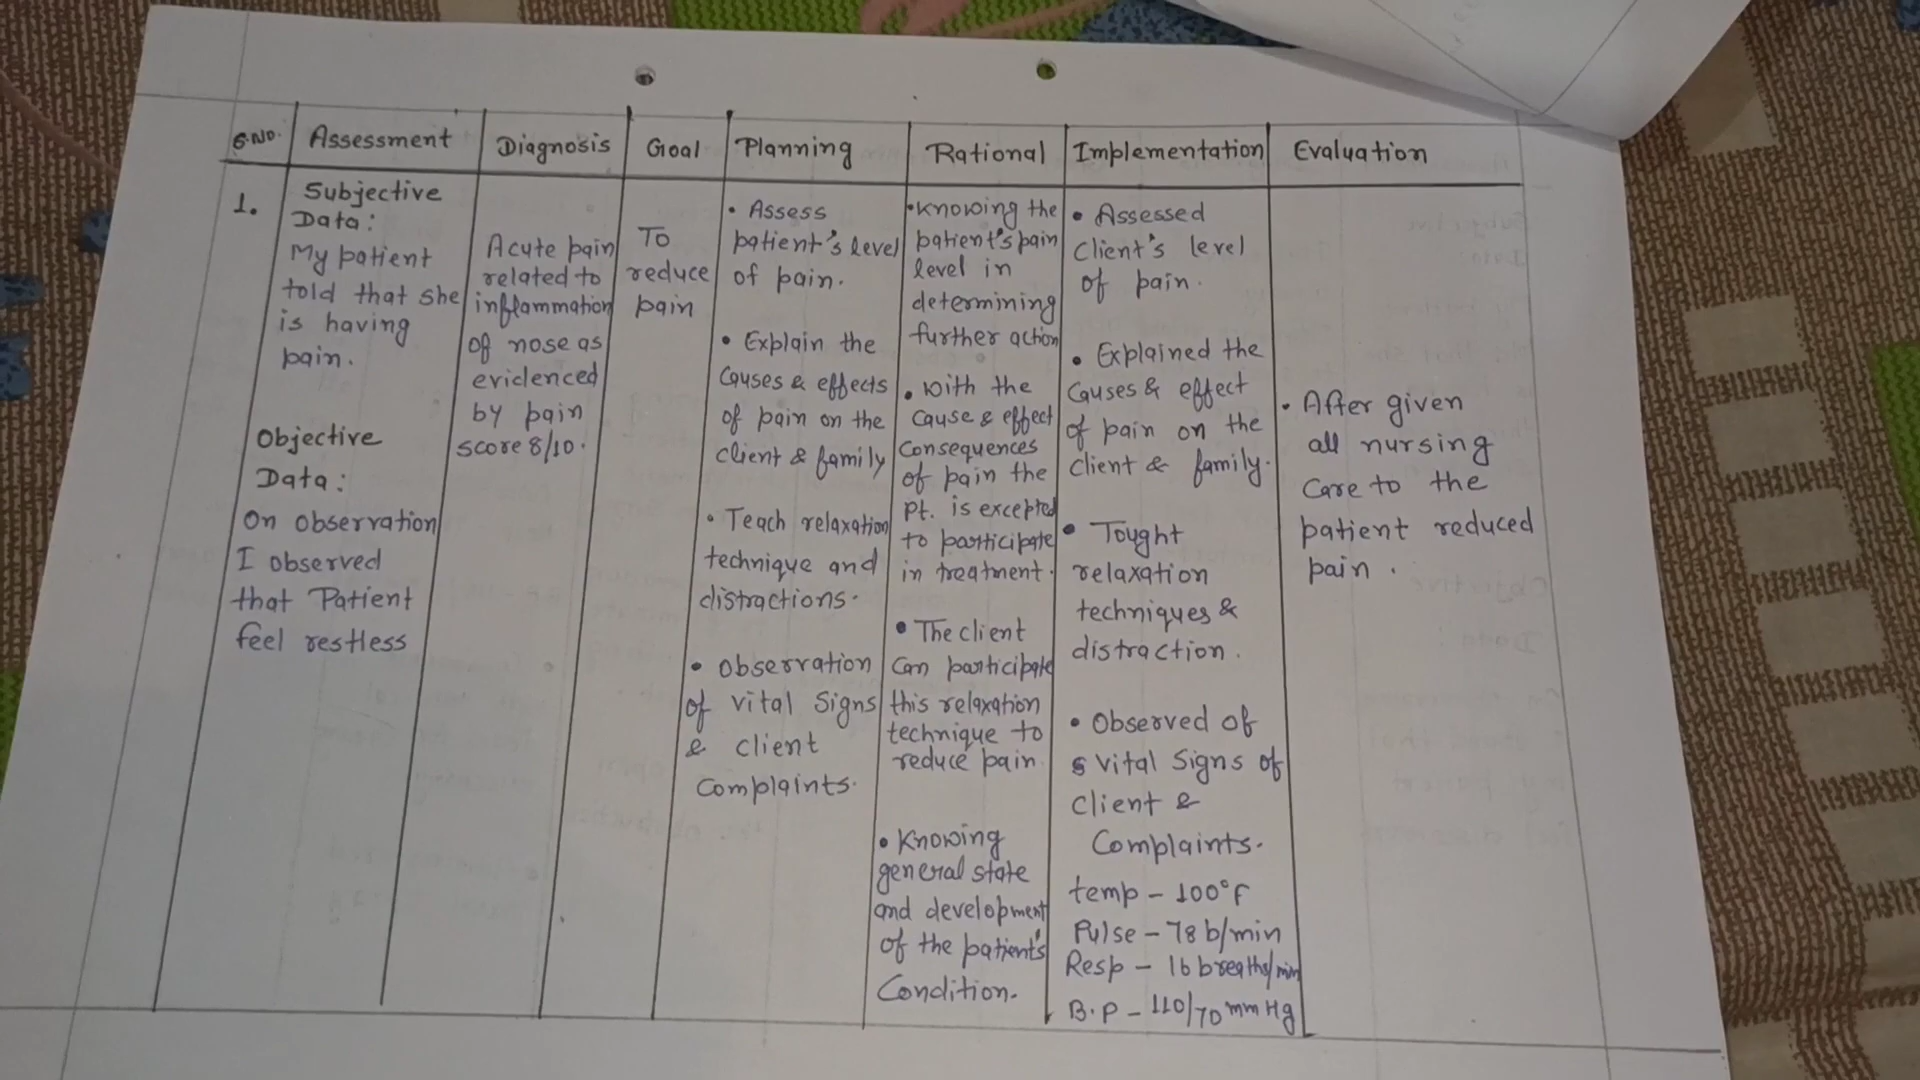 S.No.
Assessment
Diagnosis
Goal
Planning
Rational
Implementation
Evaluation
1.
Subjective
Data:
My patient
told that she
is having
pain.
Objective
Data:
On observation
I observed
that Patient
feel restless
Acute pain
related to
inflammation
of nose as
evidenced
by pain
score 8/10.
To
reduce
pain
• Assess
patient's level
of pain.
• Explain the
causes & effects
of pain on the
client & family
• Teach relaxation
technique and
distractions.
• Observation
of vital signs
& client
complaints.
• Knowing the
patient's pain
level in
determining
further action
• With the
cause & effect
consequences
of pain the
pt. is excepted
to participate
in treatment.
• The client
can participate
this relaxation
technique to
reduce pain.
• Knowing
general state
and development
of the patient's
condition.
• Assessed
client's level
of pain.
• Explained the
causes & effect
of pain on the
client & family.
• Tought
relaxation
techniques &
distraction.
• Observed of
s vital signs of
client &
complaints.
temp - 100°F
Pulse - 78 b/min
Resp - 16 breaths/min
B.P - 110/70 mmHg
• After given
all nursing
care to the
patient reduced
pain.